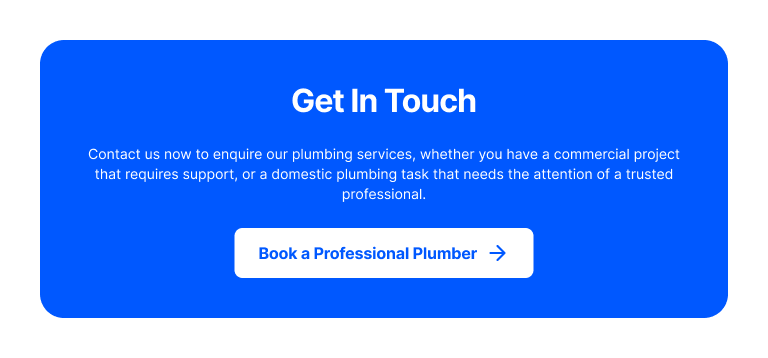 Get In Touch
Contact us now to enquire our plumbing services, whether you have a commercial project
that requires support, or a domestic plumbing task that needs the attention of a trusted
professional.
Book a Professional Plumber